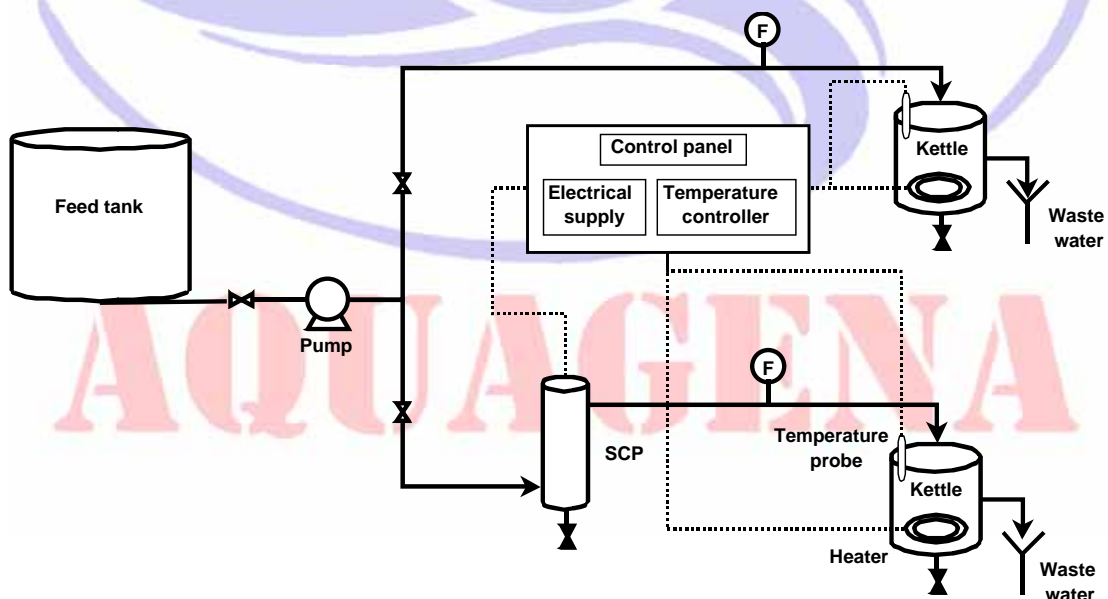 F
Control panel
Kettle
Electrical
supply
Temperature
controller
Feed tank
Waste
water
Pump
AQUAGENA
F
Temperature
probe
SCP
Kettle
Heater
Waste
water